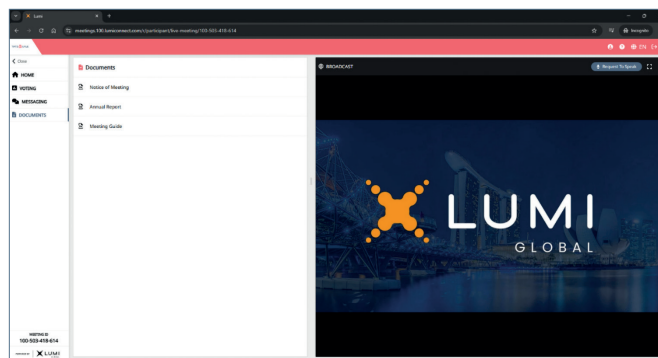 Lumi
meetings.100.lumiconnect.com/r/participant/live-meeting/100-503-418-614
Incognito
EN
Close
HOME
VOTING
MESSAGING
DOCUMENTS
Documents
Notice of Meeting
Annual Report
Meeting Guide
BROADCAST
Request To Speak
LUMI
GLOBAL
MEETING ID
100-503-418-614
LUMI